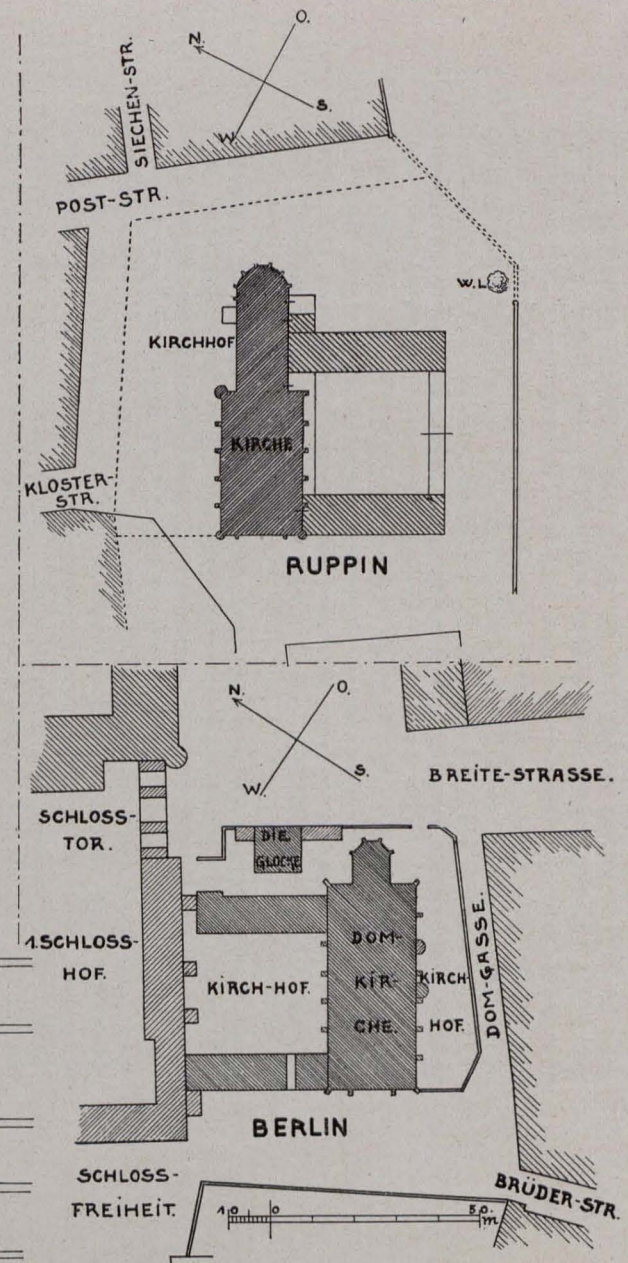 O.
N.
S.
W.
SIECHEN-STR.
POST-STR.
W.L.
KIRCHHOF
KIRCHE
KLOSTER-
STR.
RUPPIN
N.
O.
W.
S.
BREITE-STRASSE.
SCHLOSS-
TOR.
DIE
GLOCKE
1.SCHLOSS-
HOF.
KIRCH-HOF.
DOM-
KIR-
CHE.
KIRCH-
HOF.
DOM-GASSE.
BERLIN
SCHLOSS-
FREIHEIT.
BRÜDER-STR.
10 0 50.
m